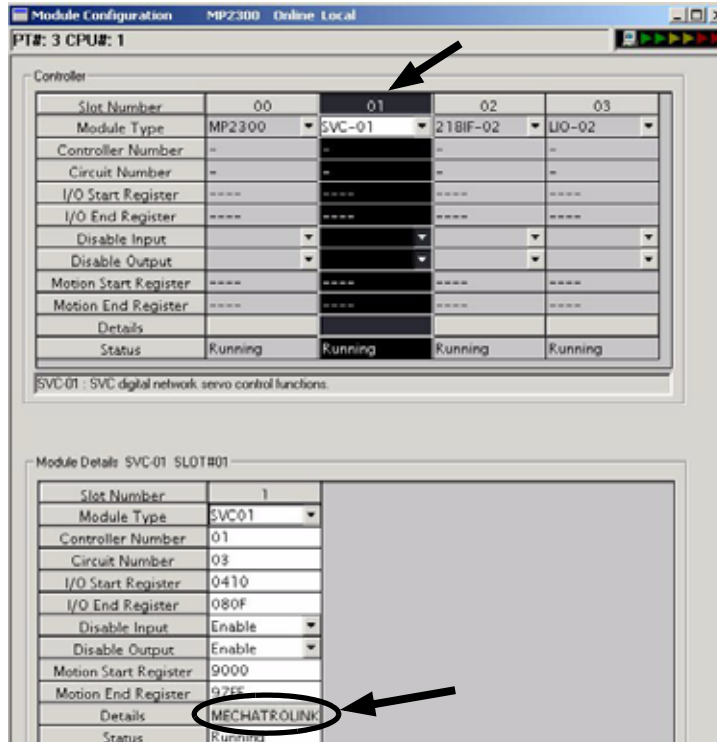 Module Configuration MP2300 Online Local
PT#: 3 CPU#: 1
Controller
Slot Number 00 01 02 03
Module Type MP2300 SVC-01 218IF-02 LIO-02
Controller Number - - - -
Circuit Number - - - -
I/O Start Register ---- ---- ---- ----
I/O End Register ---- ---- ---- ----
Disable Input
Disable Output
Motion Start Register ---- ---- ---- ----
Motion End Register ---- ---- ---- ----
Details
Status Running Running Running Running
SVC-01 : SVC digital network servo control functions.
Module Details SVC-01 SLOT#01
Slot Number 1
Module Type SVC01
Controller Number 01
Circuit Number 03
I/O Start Register 0410
I/O End Register 080F
Disable Input Enable
Disable Output Enable
Motion Start Register 9000
Motion End Register 97FF
Details MECHATROLINK
Status Running